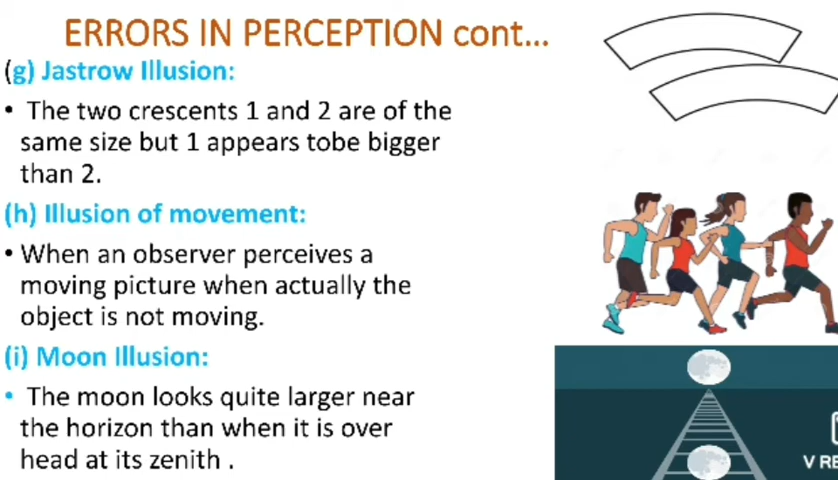 ERRORS IN PERCEPTION cont...
(g) Jastrow Illusion:
• The two crescents 1 and 2 are of the
same size but 1 appears tobe bigger
than 2.
(h) Illusion of movement:
• When an observer perceives a
moving picture when actually the
object is not moving.
(i) Moon Illusion:
• The moon looks quite larger near
the horizon than when it is over
head at its zenith .
V RE